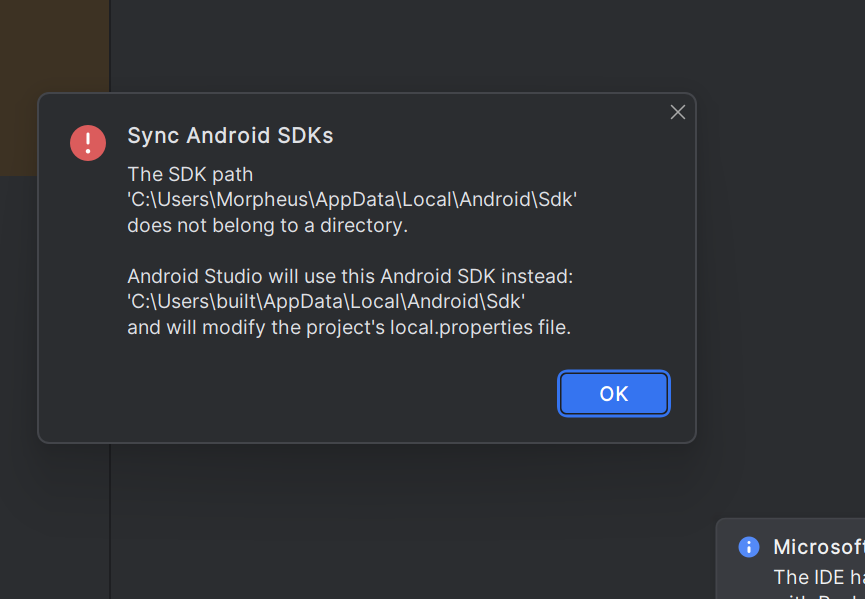 Sync Android SDKs
The SDK path
'C:\Users\Morpheus\AppData\Local\Android\Sdk'
does not belong to a directory.
Android Studio will use this Android SDK instead:
'C:\Users\built\AppData\Local\Android\Sdk'
and will modify the project's local.properties file.
OK
Microsoft
The IDE ha